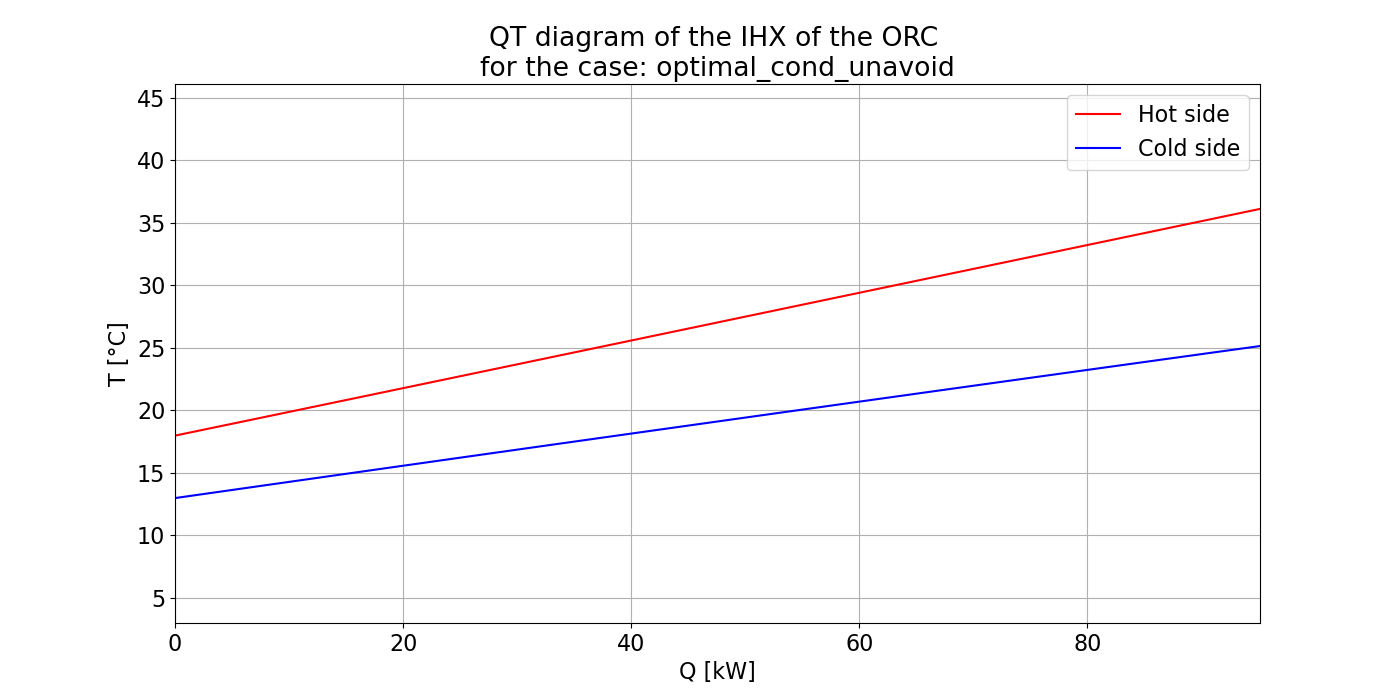 QT diagram of the IHX of the ORC
for the case: optimal_cond_unavoid
45
40
35
30
25
20
15
10
5
T [°C]
Hot side
Cold side
0 20 40 60 80
Q [kW]